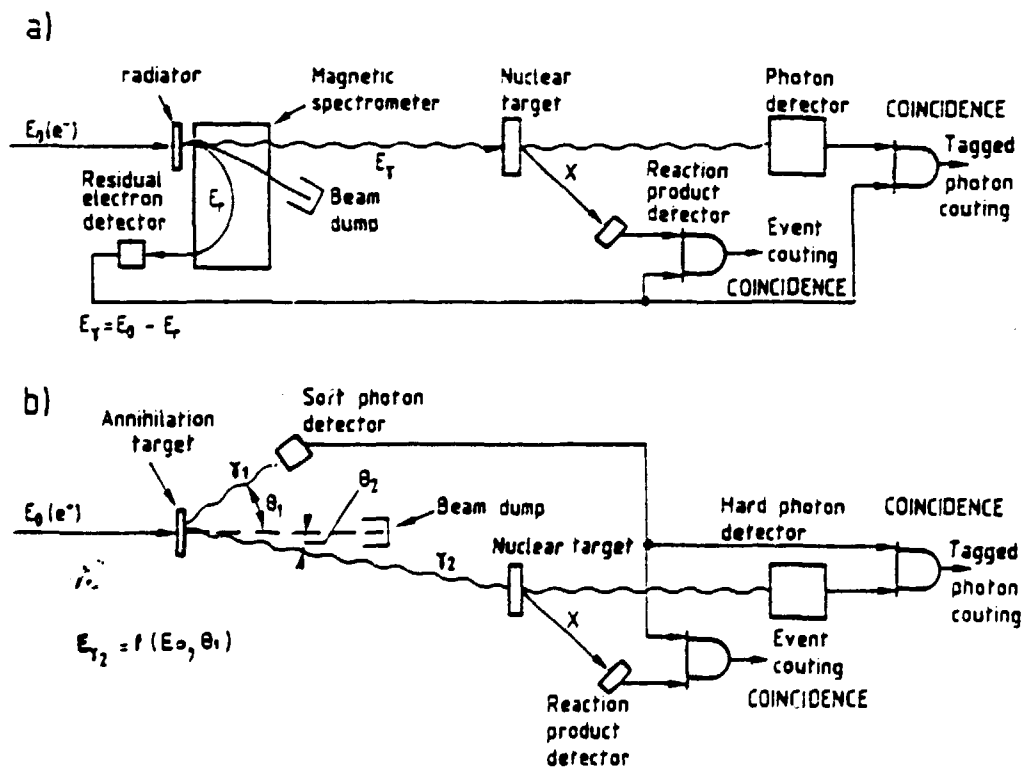 a)
radiator
Magnetic
spectrometer
Nuclear
target
Photon
detector
COINCIDENCE
E₀(e⁻)
Eγ
Tagged
photon
couting
Residual
electron
detector
Eᵣ
Beam
dump
X
Reaction
product
detector
Event
couting
COINCIDENCE
Eγ = E₀ - Eᵣ
b)
Annihilation
target
Soft photon
detector
γ1
θ1
θ2
E₀(e⁺)
Beam dump
Hard photon
detector
COINCIDENCE
Nuclear target
γ2
Tagged
photon
couting
X
Eγ₂ = f (E₀, θ₁)
Event
couting
COINCIDENCE
Reaction
product
detector